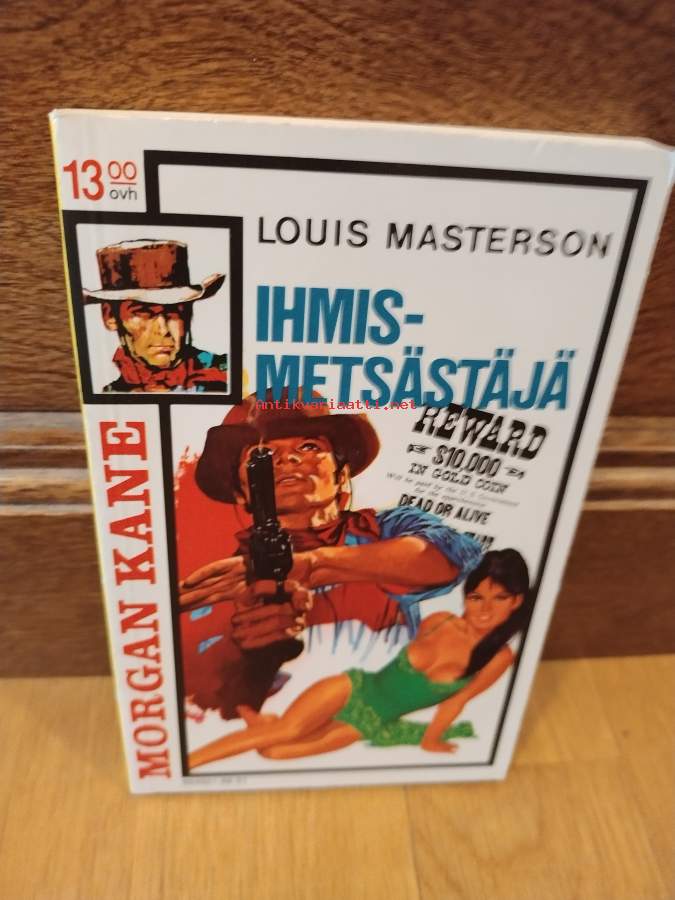 13 00
ovh
LOUIS MASTERSON
IHMIS-
METSÄSTÄJÄ
Antikvariaatti.net
REWARD
$10,000
IN GOLD COIN
DEAD OR ALIVE
MORGAN KANE